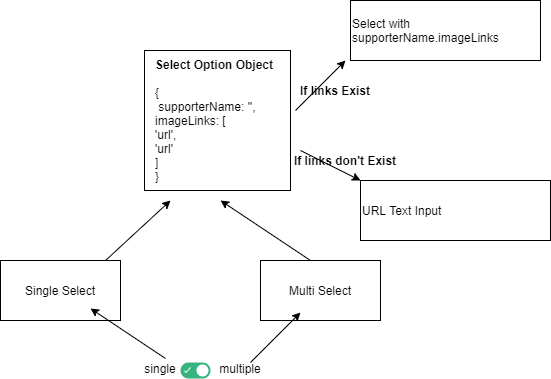 Select with
supporterName.imageLinks
Select Option Object
{
supporterName: '',
imageLinks: [
'url',
'url'
]
}
If links Exist
If links don't Exist
URL Text Input
Single Select
Multi Select
single
multiple